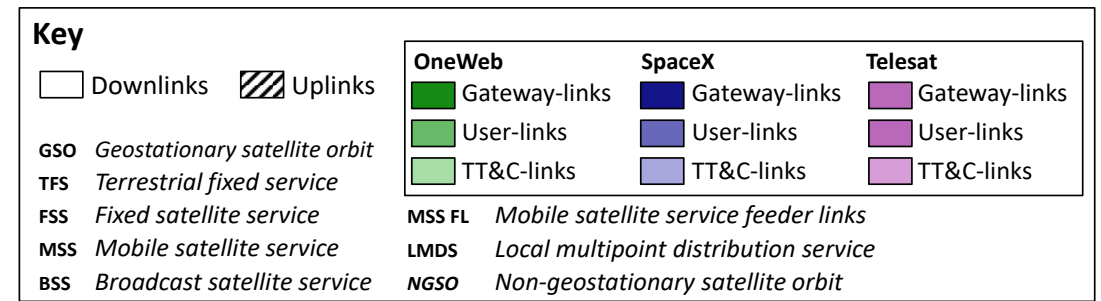 Key
Downlinks Uplinks
OneWeb SpaceX Telesat
Gateway-links Gateway-links Gateway-links
User-links User-links User-links
TT&C-links TT&C-links TT&C-links
GSO Geostationary satellite orbit
TFS Terrestrial fixed service
FSS Fixed satellite service
MSS Mobile satellite service
BSS Broadcast satellite service
MSS FL Mobile satellite service feeder links
LMDS Local multipoint distribution service
NGSO Non-geostationary satellite orbit